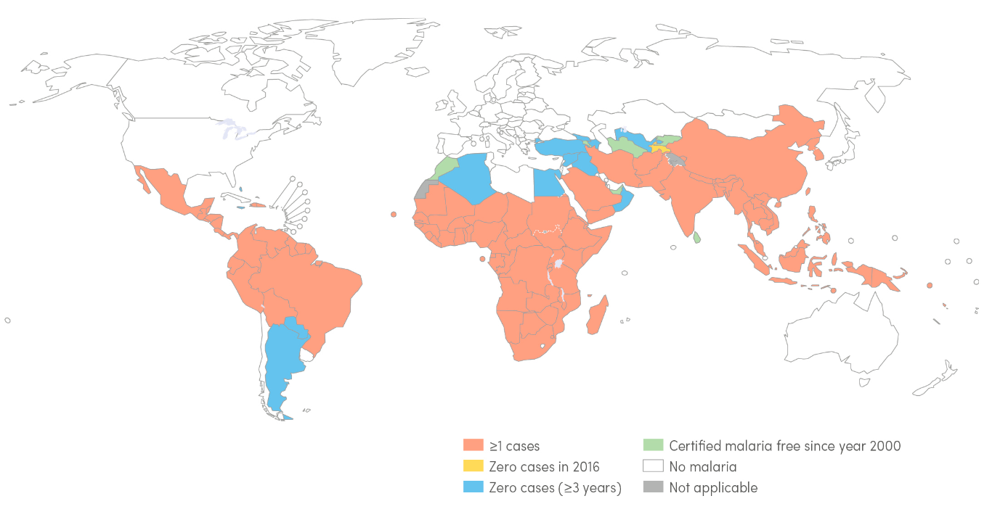 ≥1 cases
Zero cases in 2016
Zero cases (≥3 years)
Certified malaria free since year 2000
No malaria
Not applicable